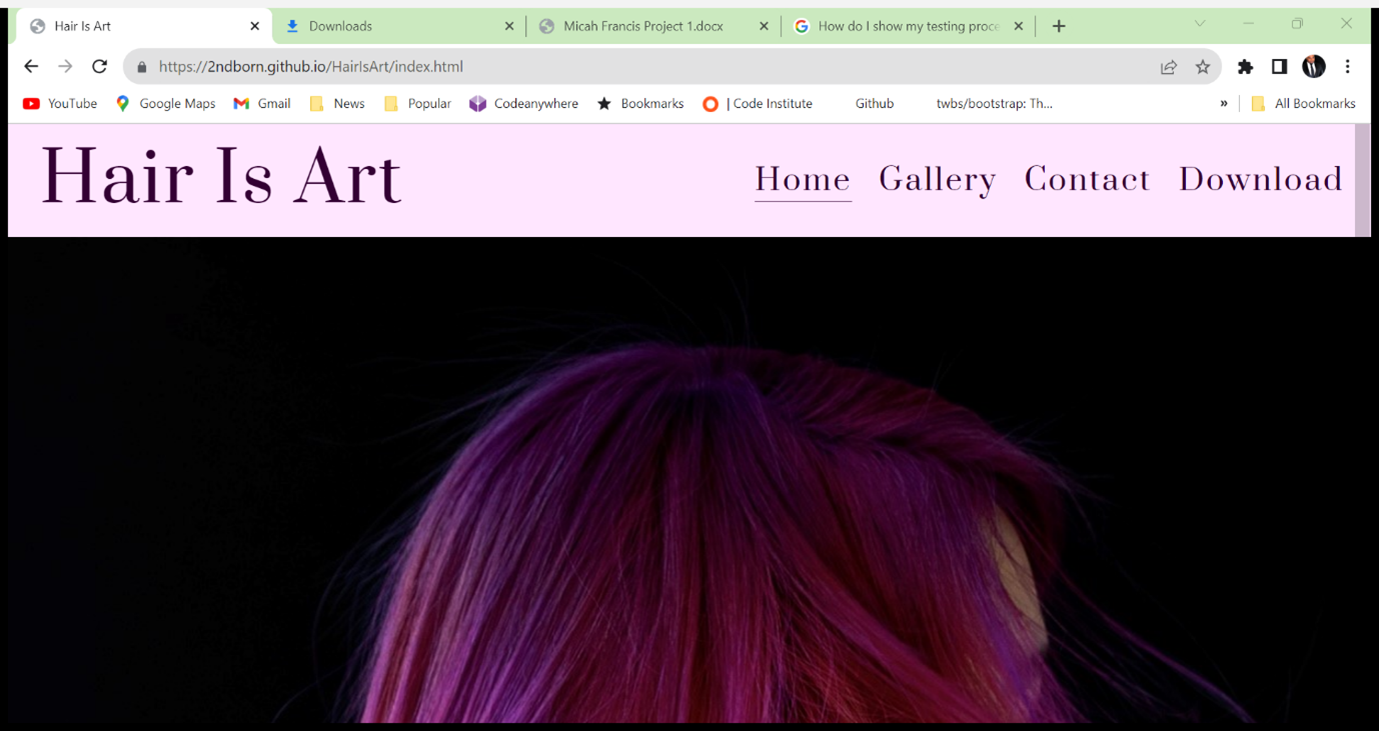 Hair Is Art Downloads Micah Francis Project 1.docx How do I show my testing proce
https://2ndborn.github.io/HairIsArt/index.html
YouTube Google Maps Gmail News Popular Codeanywhere Bookmarks | Code Institute Github twbs/bootstrap: Th... » All Bookmarks
Hair Is Art Home Gallery Contact Download